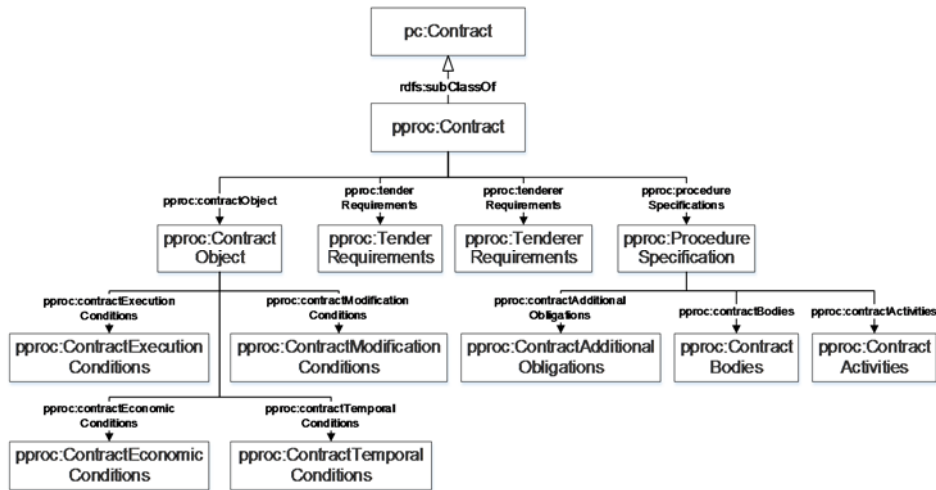 pc:Contract
rdfs:subClassOf
pproc:Contract
pproc:contractObject
pproc:tender
Requirements
pproc:tenderer
Requirements
pproc:procedure
Specifications
pproc:Contract
Object
pproc:Tender
Requirements
pproc:Tenderer
Requirements
pproc:Procedure
Specification
pproc:contractExecution
Conditions
pproc:contractModification
Conditions
pproc:contractAdditional
Obligations
pproc:contractBodies
pproc:contractActivities
pproc:ContractExecution
Conditions
pproc:ContractModification
Conditions
pproc:ContractAdditional
Obligations
pproc:Contract
Bodies
pproc:Contract
Activities
pproc:contractEconomic
Conditions
pproc:contractTemporal
Conditions
pproc:ContractEconomic
Conditions
pproc:ContractTemporal
Conditions